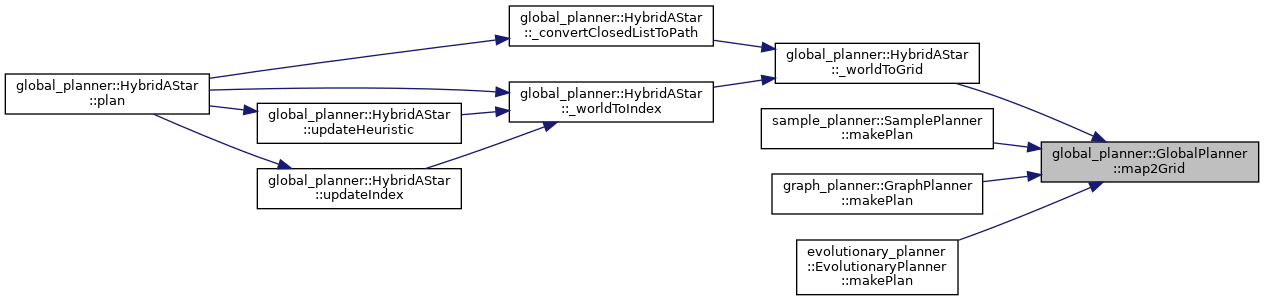 global_planner::HybridAStar
::plan
global_planner::HybridAStar
::_convertClosedListToPath
global_planner::HybridAStar
::_worldToIndex
global_planner::HybridAStar
::updateHeuristic
global_planner::HybridAStar
::updateIndex
global_planner::HybridAStar
::_worldToGrid
sample_planner::SamplePlanner
::makePlan
graph_planner::GraphPlanner
::makePlan
evolutionary_planner
::EvolutionaryPlanner
::makePlan
global_planner::GlobalPlanner
::map2Grid